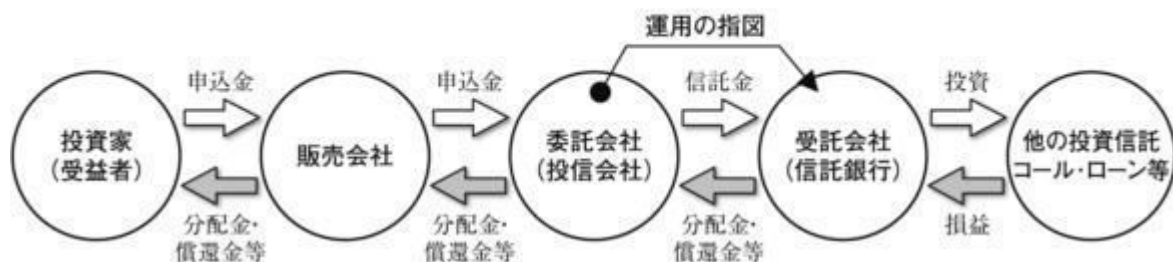 運用の指図
申込金
申込金
信託金
投資
投資家
(受益者)
販売会社
委託会社
(投信会社)
受託会社
(信託銀行)
他の投資信託
コール・ローン等
分配金・
償還金等
分配金・
償還金等
分配金・
償還金等
損益